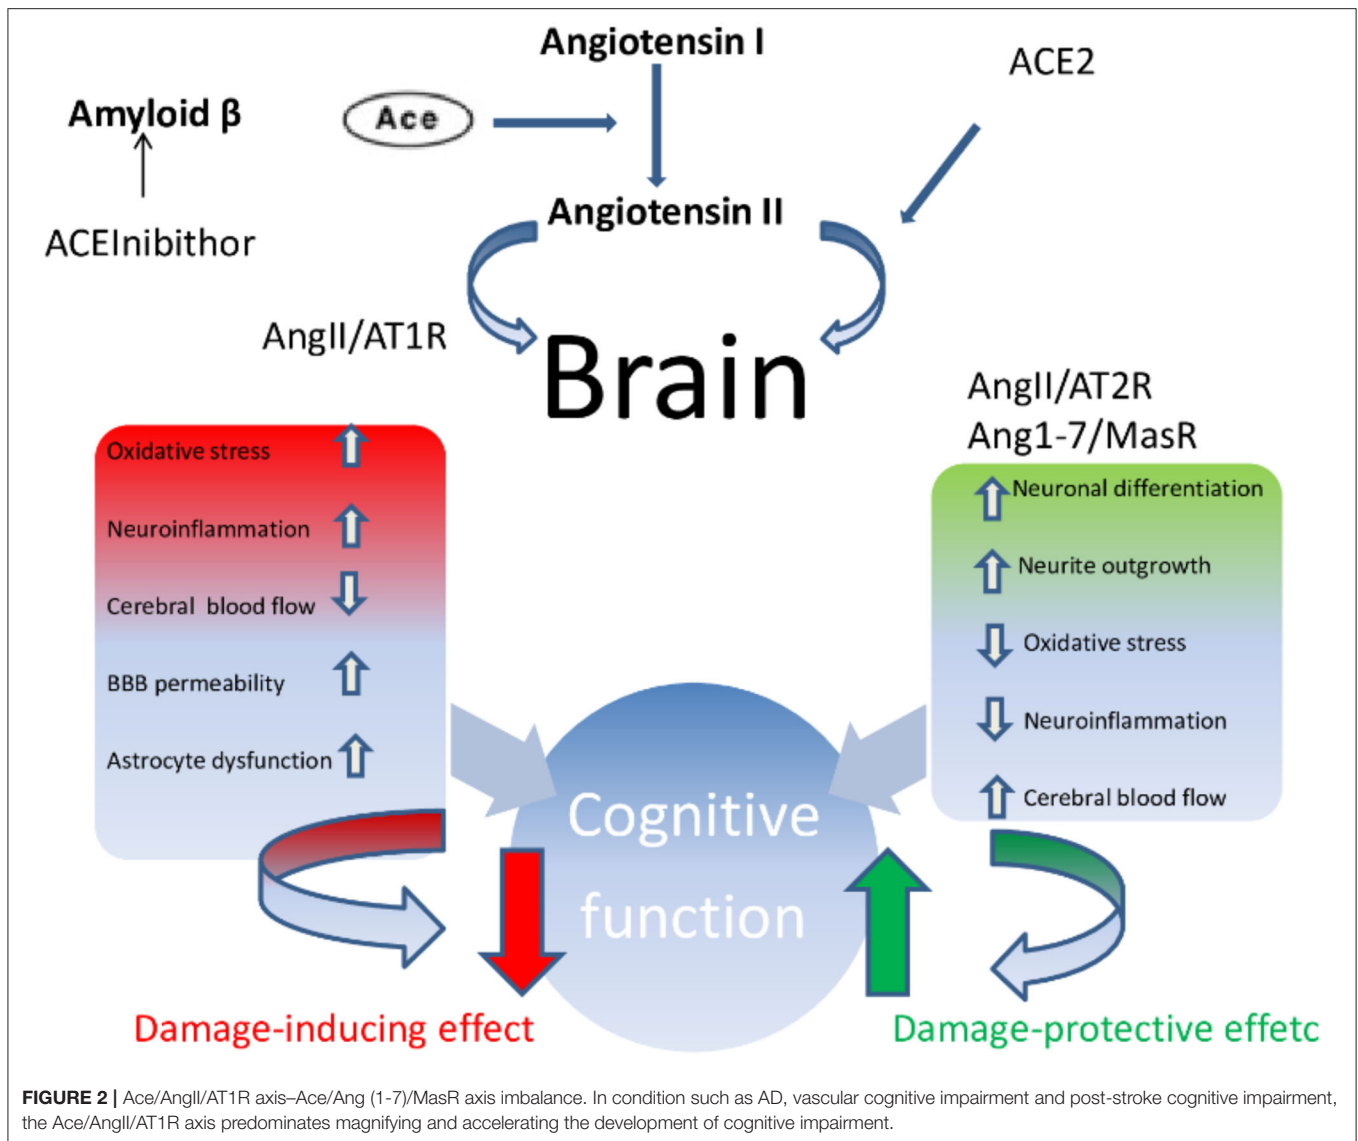 Angiotensin I
ACE2
Amyloid β
Ace
Angiotensin II
ACEInibithor
AngII/AT1R
Brain
AngII/AT2R
Ang1-7/MasR
Oxidative stress
Neuroinflammation
Cerebral blood flow
BBB permeability
Astrocyte dysfunction
Neuronal differentiation
Neurite outgrowth
Oxidative stress
Neuroinflammation
Cerebral blood flow
Cognitive
function
Damage-inducing effect
Damage-protective effetc
FIGURE 2 | Ace/AngII/AT1R axis–Ace/Ang (1-7)/MasR axis imbalance. In condition such as AD, vascular cognitive impairment and post-stroke cognitive impairment,
the Ace/AngII/AT1R axis predominates magnifying and accelerating the development of cognitive impairment.